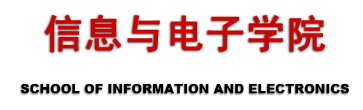 信息与电子学院
SCHOOL OF INFORMATION AND ELECTRONICS